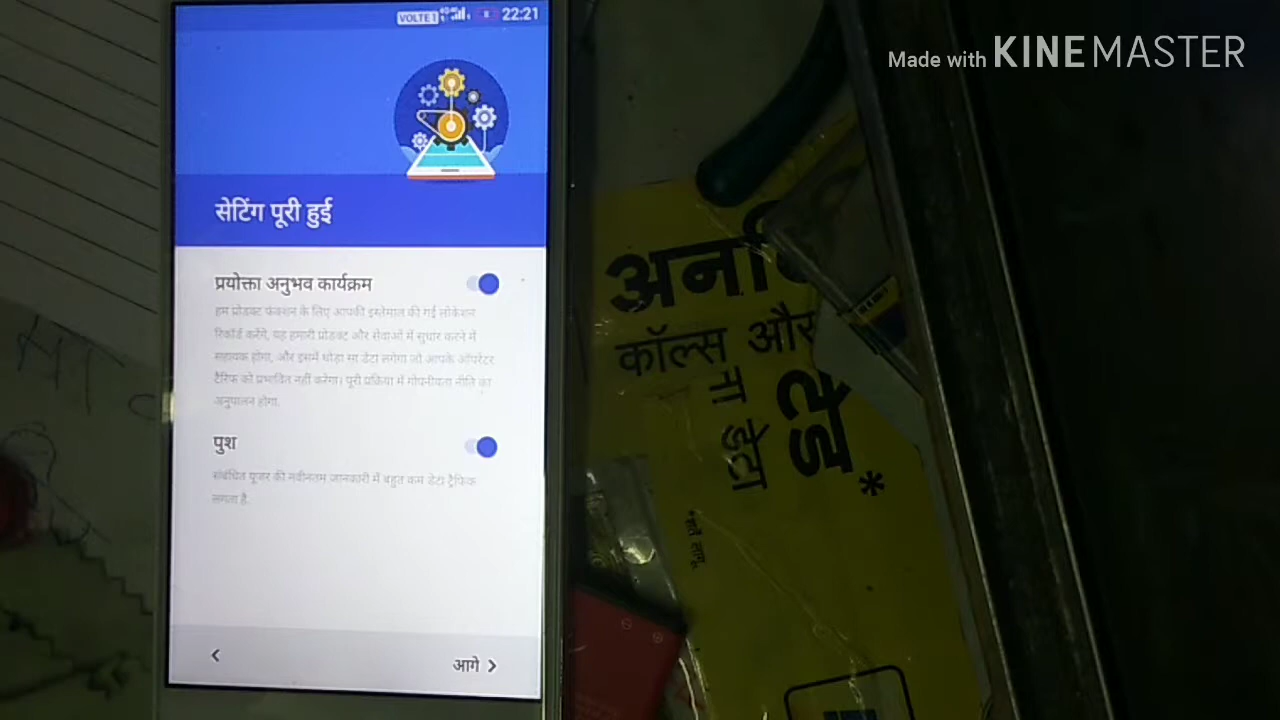 VOLTE 1 22:21
Made with KINEMASTER
सेटिंग पूरी हुई
प्रयोक्ता अनुभव कार्यक्रम
हम प्रोडक्ट फंक्शन के लिए आपकी इस्तेमाल की गई लोकेशन
रिकॉर्ड करेंगे, यह हमारी प्रोडक्ट और सेवाओं में सुधार करने में
सहायक होगा, और इसमें थोड़ा सा डेटा लगेगा जो आपके ऑपरेटर
टैरिफ को प्रभावित नहीं करेगा। पूरी प्रक्रिया में गोपनीयता नीति का
अनुपालन होगा.
पुश
संबंधित यूजर की नवीनतम जानकारी में बहुत कम डेटा ट्रैफिक
लगता है.
आगे
कॉल्स और
टेड*
डेटा